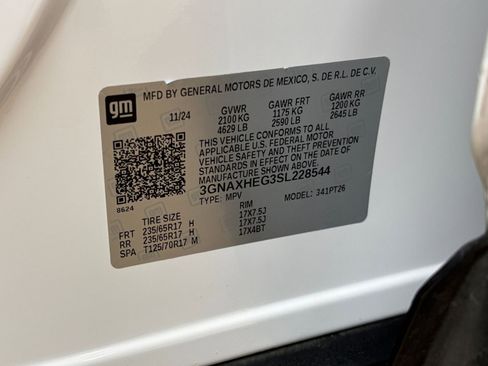 gm
MFD BY GENERAL MOTORS DE MEXICO, S. DE R.L. DE C.V.
11/24 GVWR GAWR FRT GAWR RR
2100 KG 1175 KG 1200 KG
4629 LB 2590 LB 2645 LB
THIS VEHICLE CONFORMS TO ALL APPLICABLE
U.S. FEDERAL MOTOR VEHICLE SAFETY, BUMPER, AND THEFT
PREVENTION STANDARDS IN EFFECT ON THE DATE OF
MANUFACTURE SHOWN ABOVE.
3GNAXHEG3SL228544
TYPE: MPV MODEL: 341PT26
8624
TIRE SIZE RIM
FRT 235/65R17 H 17X7.5J
RR 235/65R17 H 17X7.5J
SPA T125/70R17 M 17X4BT